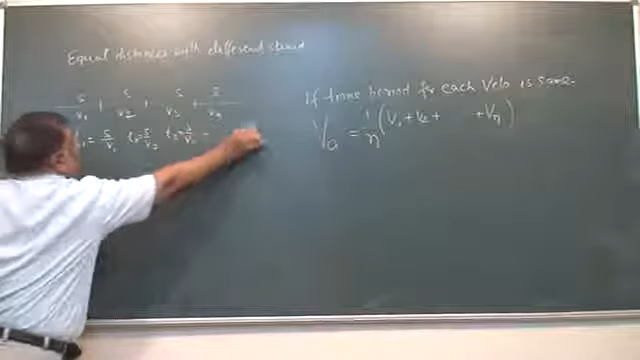 Equal distances with different speed
S S S S
V₁ V₂ V₃ Vₙ
t₁ = S/V₁ t₂ = S/V₂ t₃ = S/V₃ –
If time period for each Velo is same
Vₐ = 1/n (V₁ + V₂ + + Vₙ)